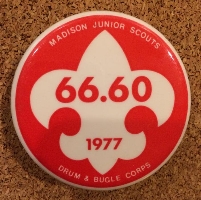 MADISON JUNIOR SCOUTS
66.60
1977
DRUM & BUGLE CORPS